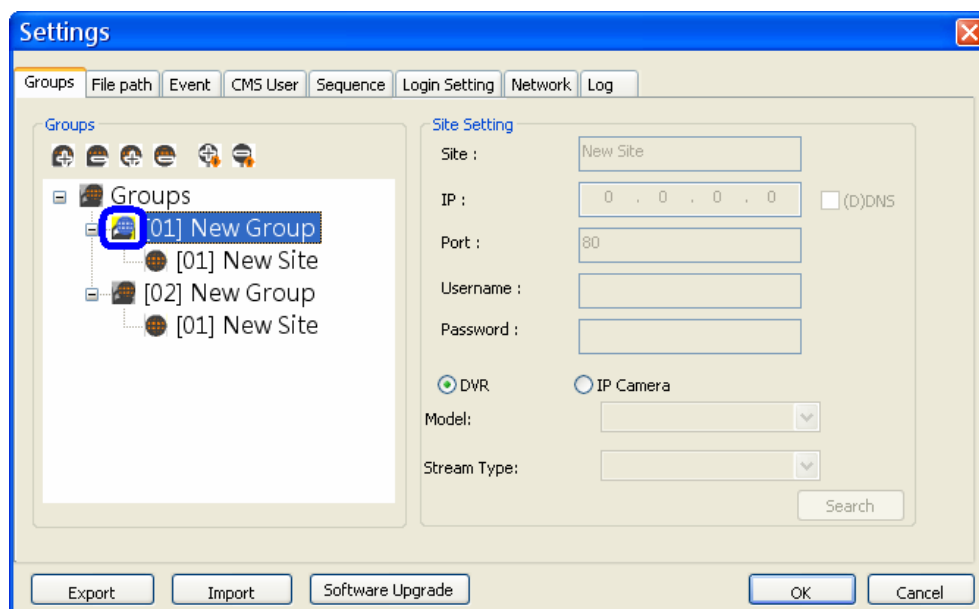 Settings
Groups File path Event CMS User Sequence Login Setting Network Log
Groups
Groups
[01] New Group
[01] New Site
[02] New Group
[01] New Site
Site Setting
Site : New Site
IP : 0 . 0 . 0 . 0 (D)DNS
Port : 80
Username :
Password :
DVR IP Camera
Model:
Stream Type:
Search
Export Import Software Upgrade OK Cancel